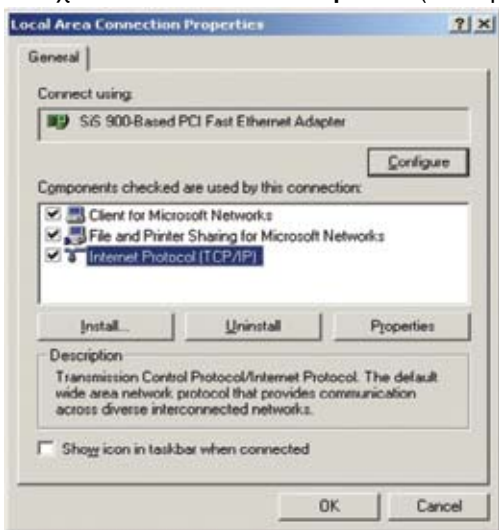 Local Area Connection Properties
General
Connect using:
SiS 900-Based PCI Fast Ethernet Adapter
Configure
Components checked are used by this connection:
Client for Microsoft Networks
File and Printer Sharing for Microsoft Networks
Internet Protocol (TCP/IP)
Install...
Uninstall
Properties
Description
Transmission Control Protocol/Internet Protocol. The default
wide area network protocol that provides communication
across diverse interconnected networks.
Show icon in taskbar when connected
OK
Cancel